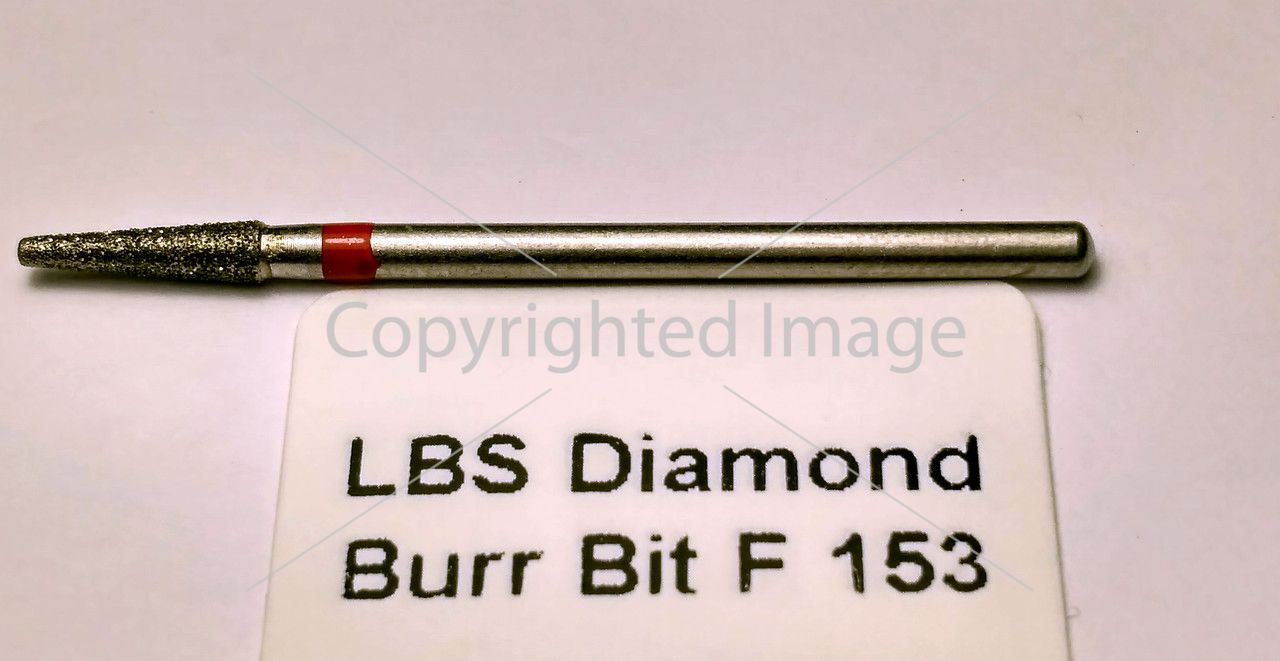 Copyrighted Image
LBS Diamond
Burr Bit F 153